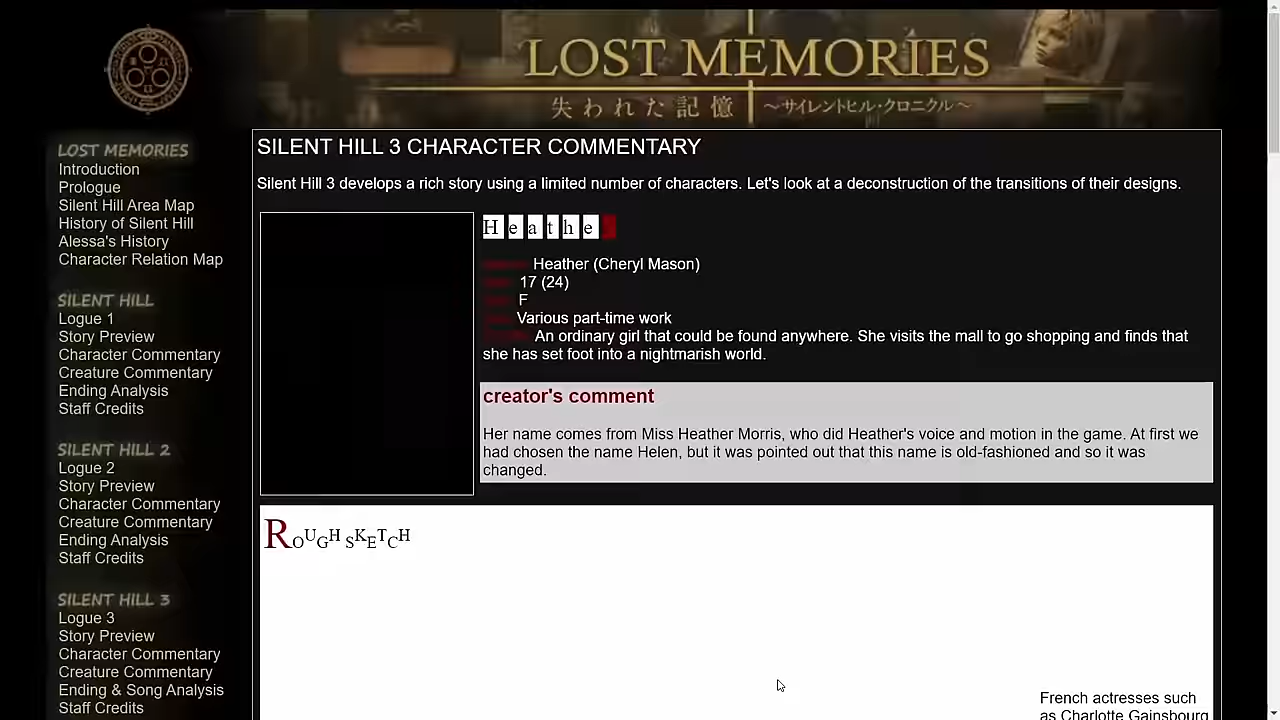 LOST MEMORIES
失われた記憶 ～サイレントヒル・クロニクル～
LOST MEMORIES
Introduction
Prologue
Silent Hill Area Map
History of Silent Hill
Alessa's History
Character Relation Map
SILENT HILL
Logue 1
Story Preview
Character Commentary
Creature Commentary
Ending Analysis
Staff Credits
SILENT HILL 2
Logue 2
Story Preview
Character Commentary
Creature Commentary
Ending Analysis
Staff Credits
SILENT HILL 3
Logue 3
Story Preview
Character Commentary
Creature Commentary
Ending & Song Analysis
Staff Credits
SILENT HILL 3 CHARACTER COMMENTARY
Silent Hill 3 develops a rich story using a limited number of characters. Let's look at a deconstruction of the transitions of their designs.
Heathe
Heather (Cheryl Mason)
17 (24)
F
Various part-time work
An ordinary girl that could be found anywhere. She visits the mall to go shopping and finds that
she has set foot into a nightmarish world.
creator's comment
Her name comes from Miss Heather Morris, who did Heather's voice and motion in the game. At first we
had chosen the name Helen, but it was pointed out that this name is old-fashioned and so it was
changed.
ROUGH SKETCH
French actresses such
as Charlotte Gainsbourg